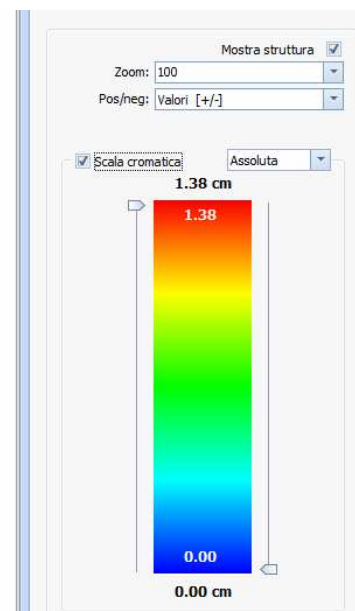 Mostra struttura
Zoom: 100
Pos/neg: Valori [+/-]
Scala cromatica Assoluta
1.38 cm
1.38
0.00
0.00 cm